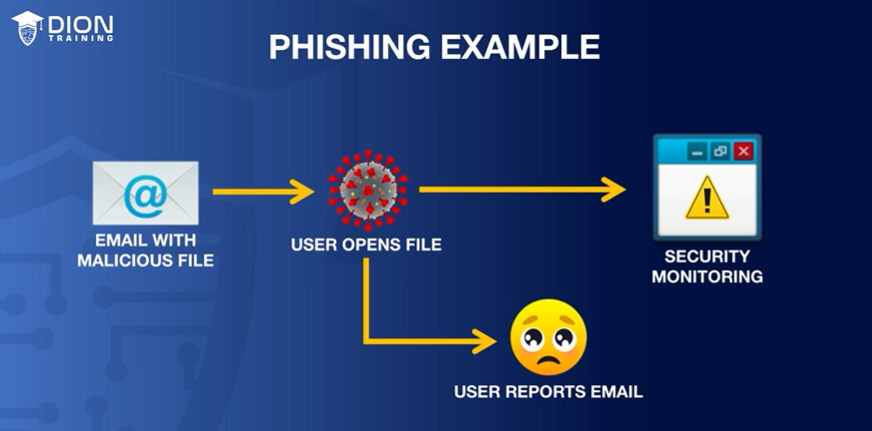 DION
TRAINING
PHISHING EXAMPLE
@
EMAIL WITH
MALICIOUS FILE
USER OPENS FILE
!
SECURITY
MONITORING
USER REPORTS EMAIL